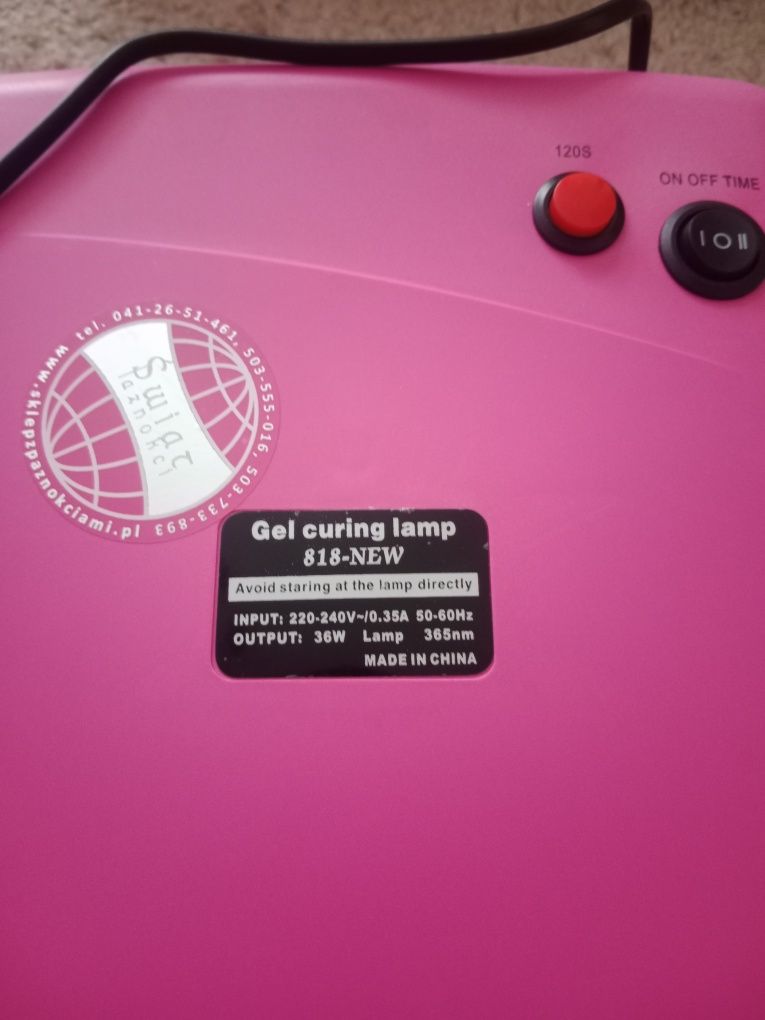 120S
ON OFF TIME
I O II
tel. 041-26-51-461, 503-555-016, 503-733-893
www.sklepzpaznokciami.pl
Świat
Paznokci
Gel curing lamp
818-NEW
Avoid staring at the lamp directly
INPUT: 220-240V~/0.35A 50-60Hz
OUTPUT: 36W Lamp 365nm
MADE IN CHINA